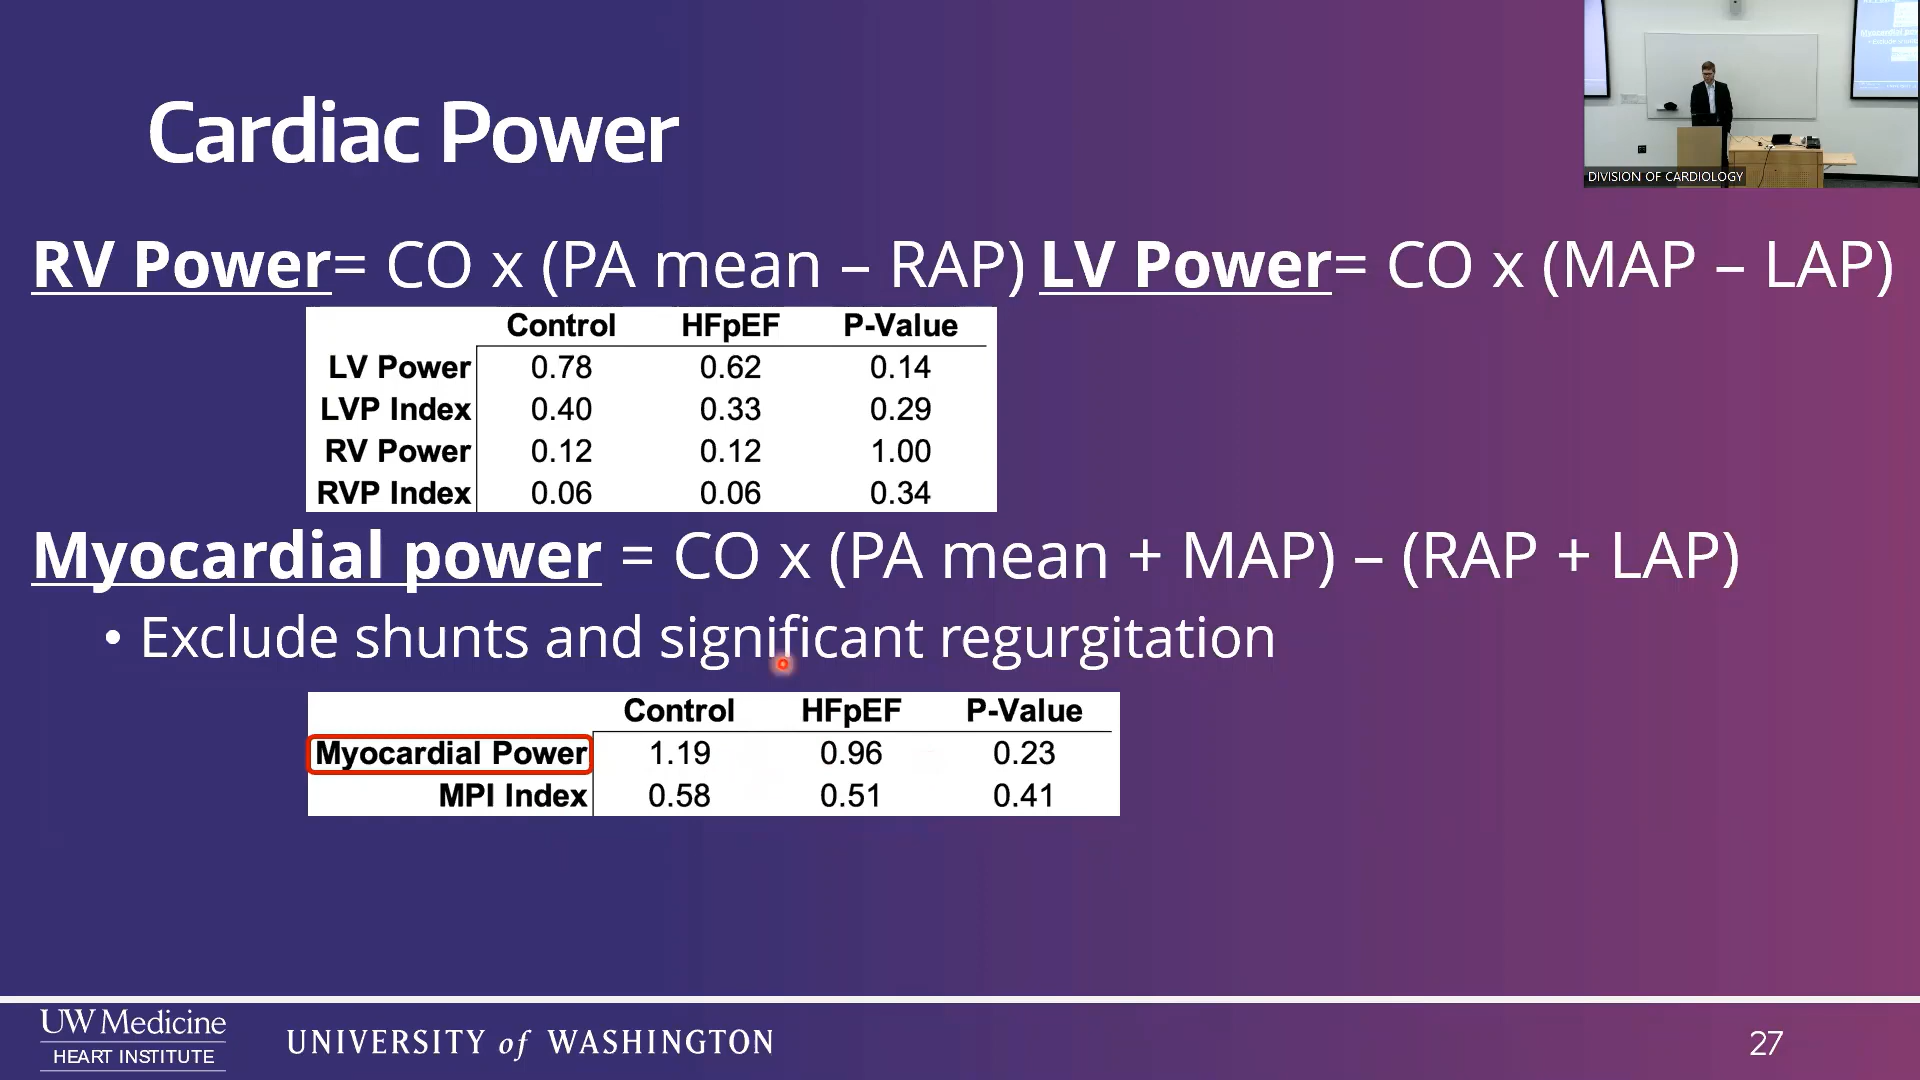 Cardiac Power
DIVISION OF CARDIOLOGY
RV Power= CO x (PA mean – RAP) LV Power= CO x (MAP – LAP)
Control HFpEF P-Value
LV Power 0.78 0.62 0.14
LVP Index 0.40 0.33 0.29
RV Power 0.12 0.12 1.00
RVP Index 0.06 0.06 0.34
Myocardial power = CO x (PA mean + MAP) – (RAP + LAP)
• Exclude shunts and significant regurgitation
Control HFpEF P-Value
Myocardial Power 1.19 0.96 0.23
MPI Index 0.58 0.51 0.41
UW Medicine
HEART INSTITUTE
UNIVERSITY of WASHINGTON
27